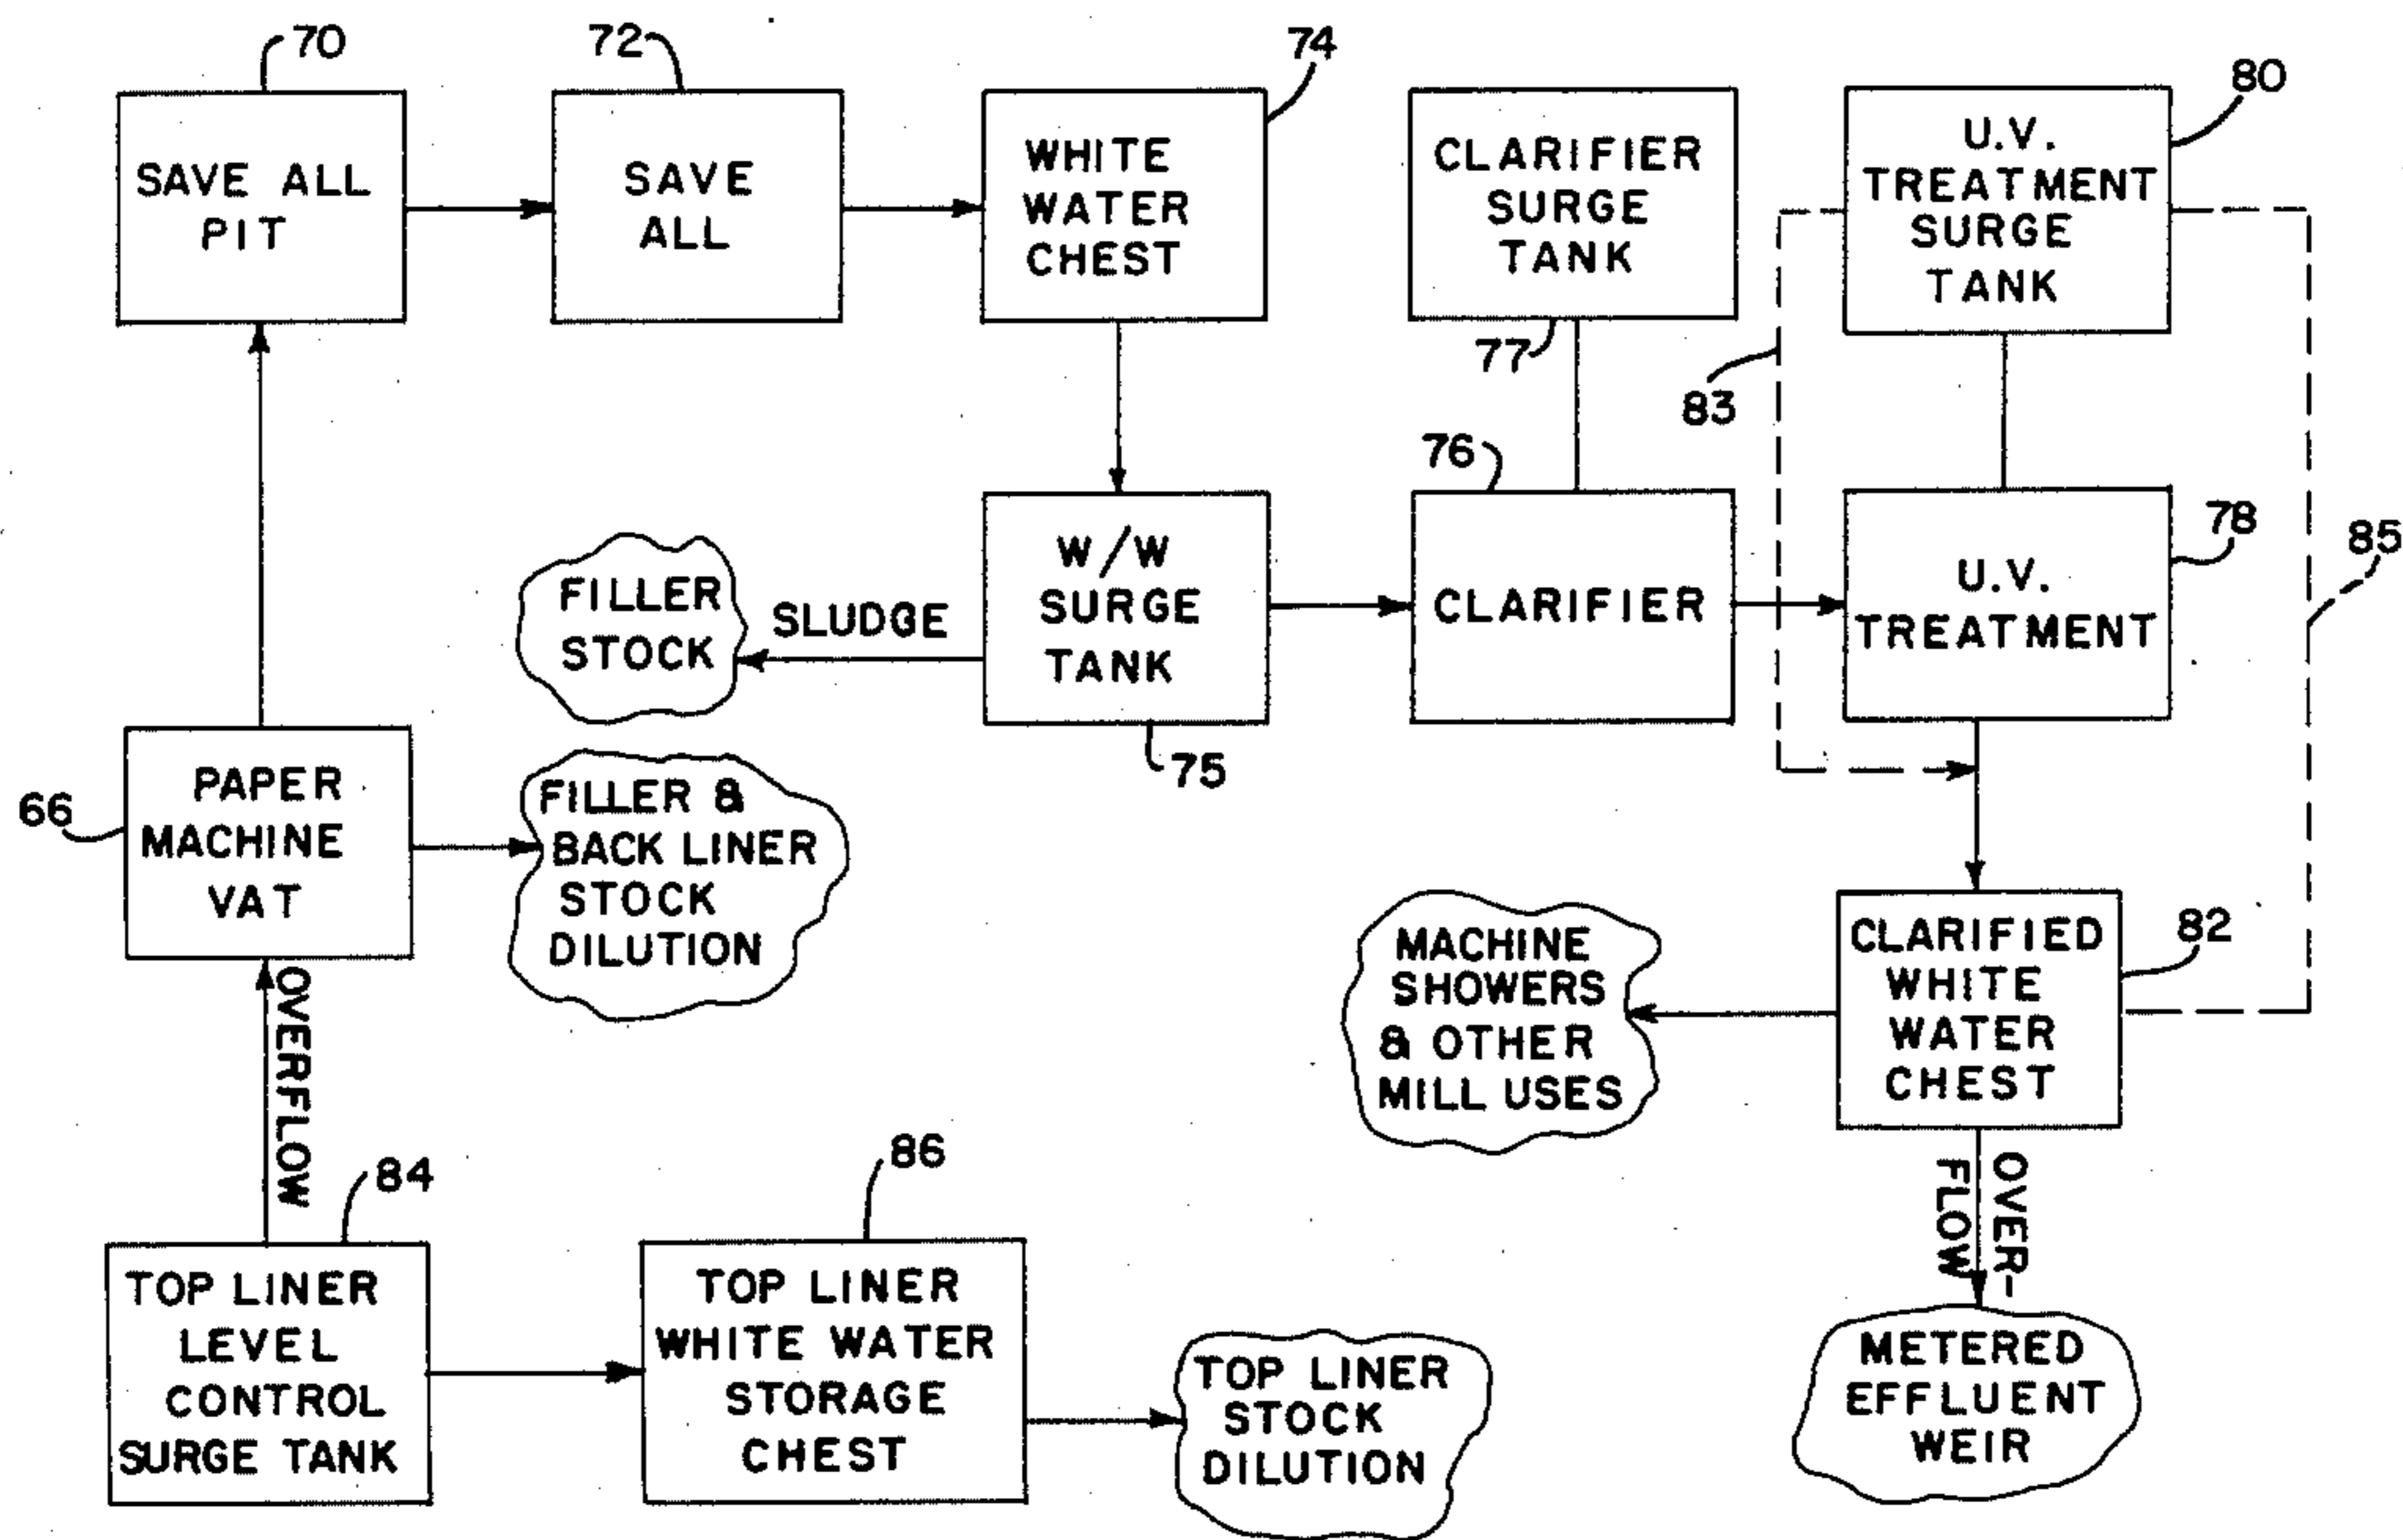 70
72
74
80
SAVE ALL
PIT
SAVE
ALL
WHITE
WATER
CHEST
CLARIFIER
SURGE
TANK
U.V.
TREATMENT
SURGE
TANK
77
83
76
78
85
FILLER
STOCK
SLUDGE
W/W
SURGE
TANK
CLARIFIER
U.V.
TREATMENT
75
66
PAPER
MACHINE
VAT
FILLER &
BACK LINER
STOCK
DILUTION
MACHINE
SHOWERS
& OTHER
MILL USES
CLARIFIED
WHITE
WATER
CHEST
82
OVERFLOW
84
86
OVER-
FLOW
TOP LINER
LEVEL
CONTROL
SURGE TANK
TOP LINER
WHITE WATER
STORAGE
CHEST
TOP LINER
STOCK
DILUTION
METERED
EFFLUENT
WEIR